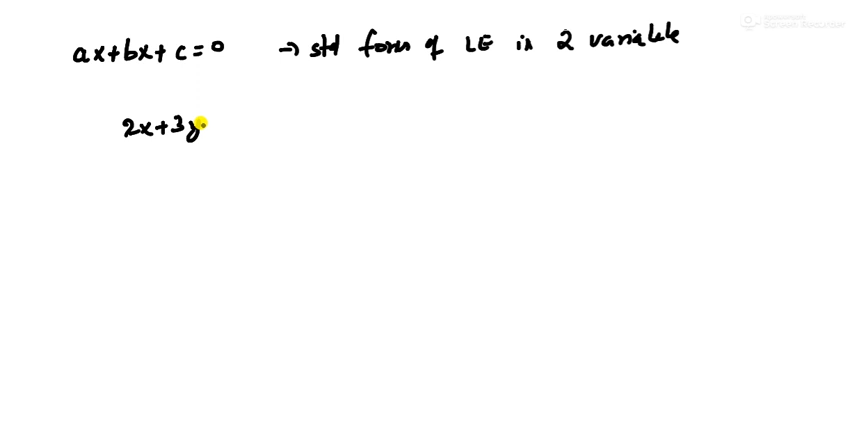 ax+bx+c=0 → std form of LE in 2 variable
2x+3y